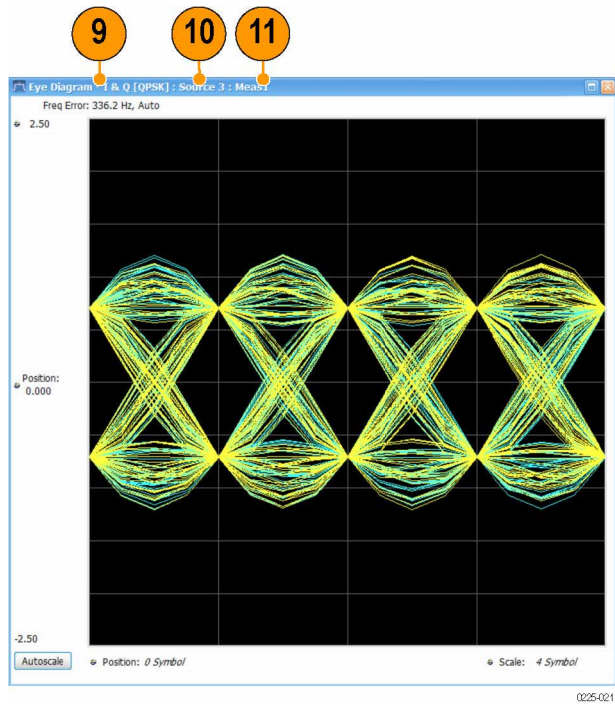 9 10 11
Eye Diagram - I & Q [QPSK] : Source 3 : Meas1
Freq Error: 336.2 Hz, Auto
2.50
Position:
0.000
-2.50
Autoscale Position: 0 Symbol Scale: 4 Symbol
0225-021